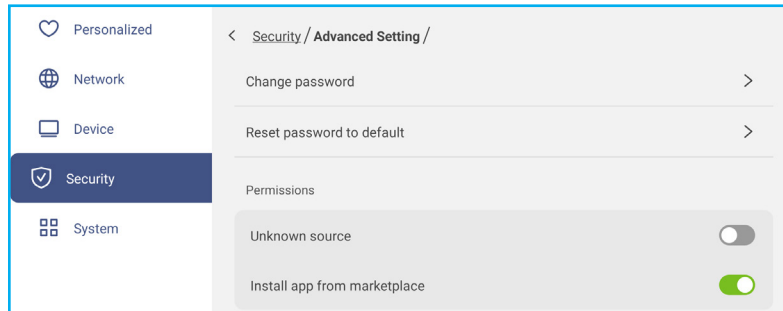 Personalized
Network
Device
Security
System
< Security / Advanced Setting /
Change password >
Reset password to default >
Permissions
Unknown source
Install app from marketplace